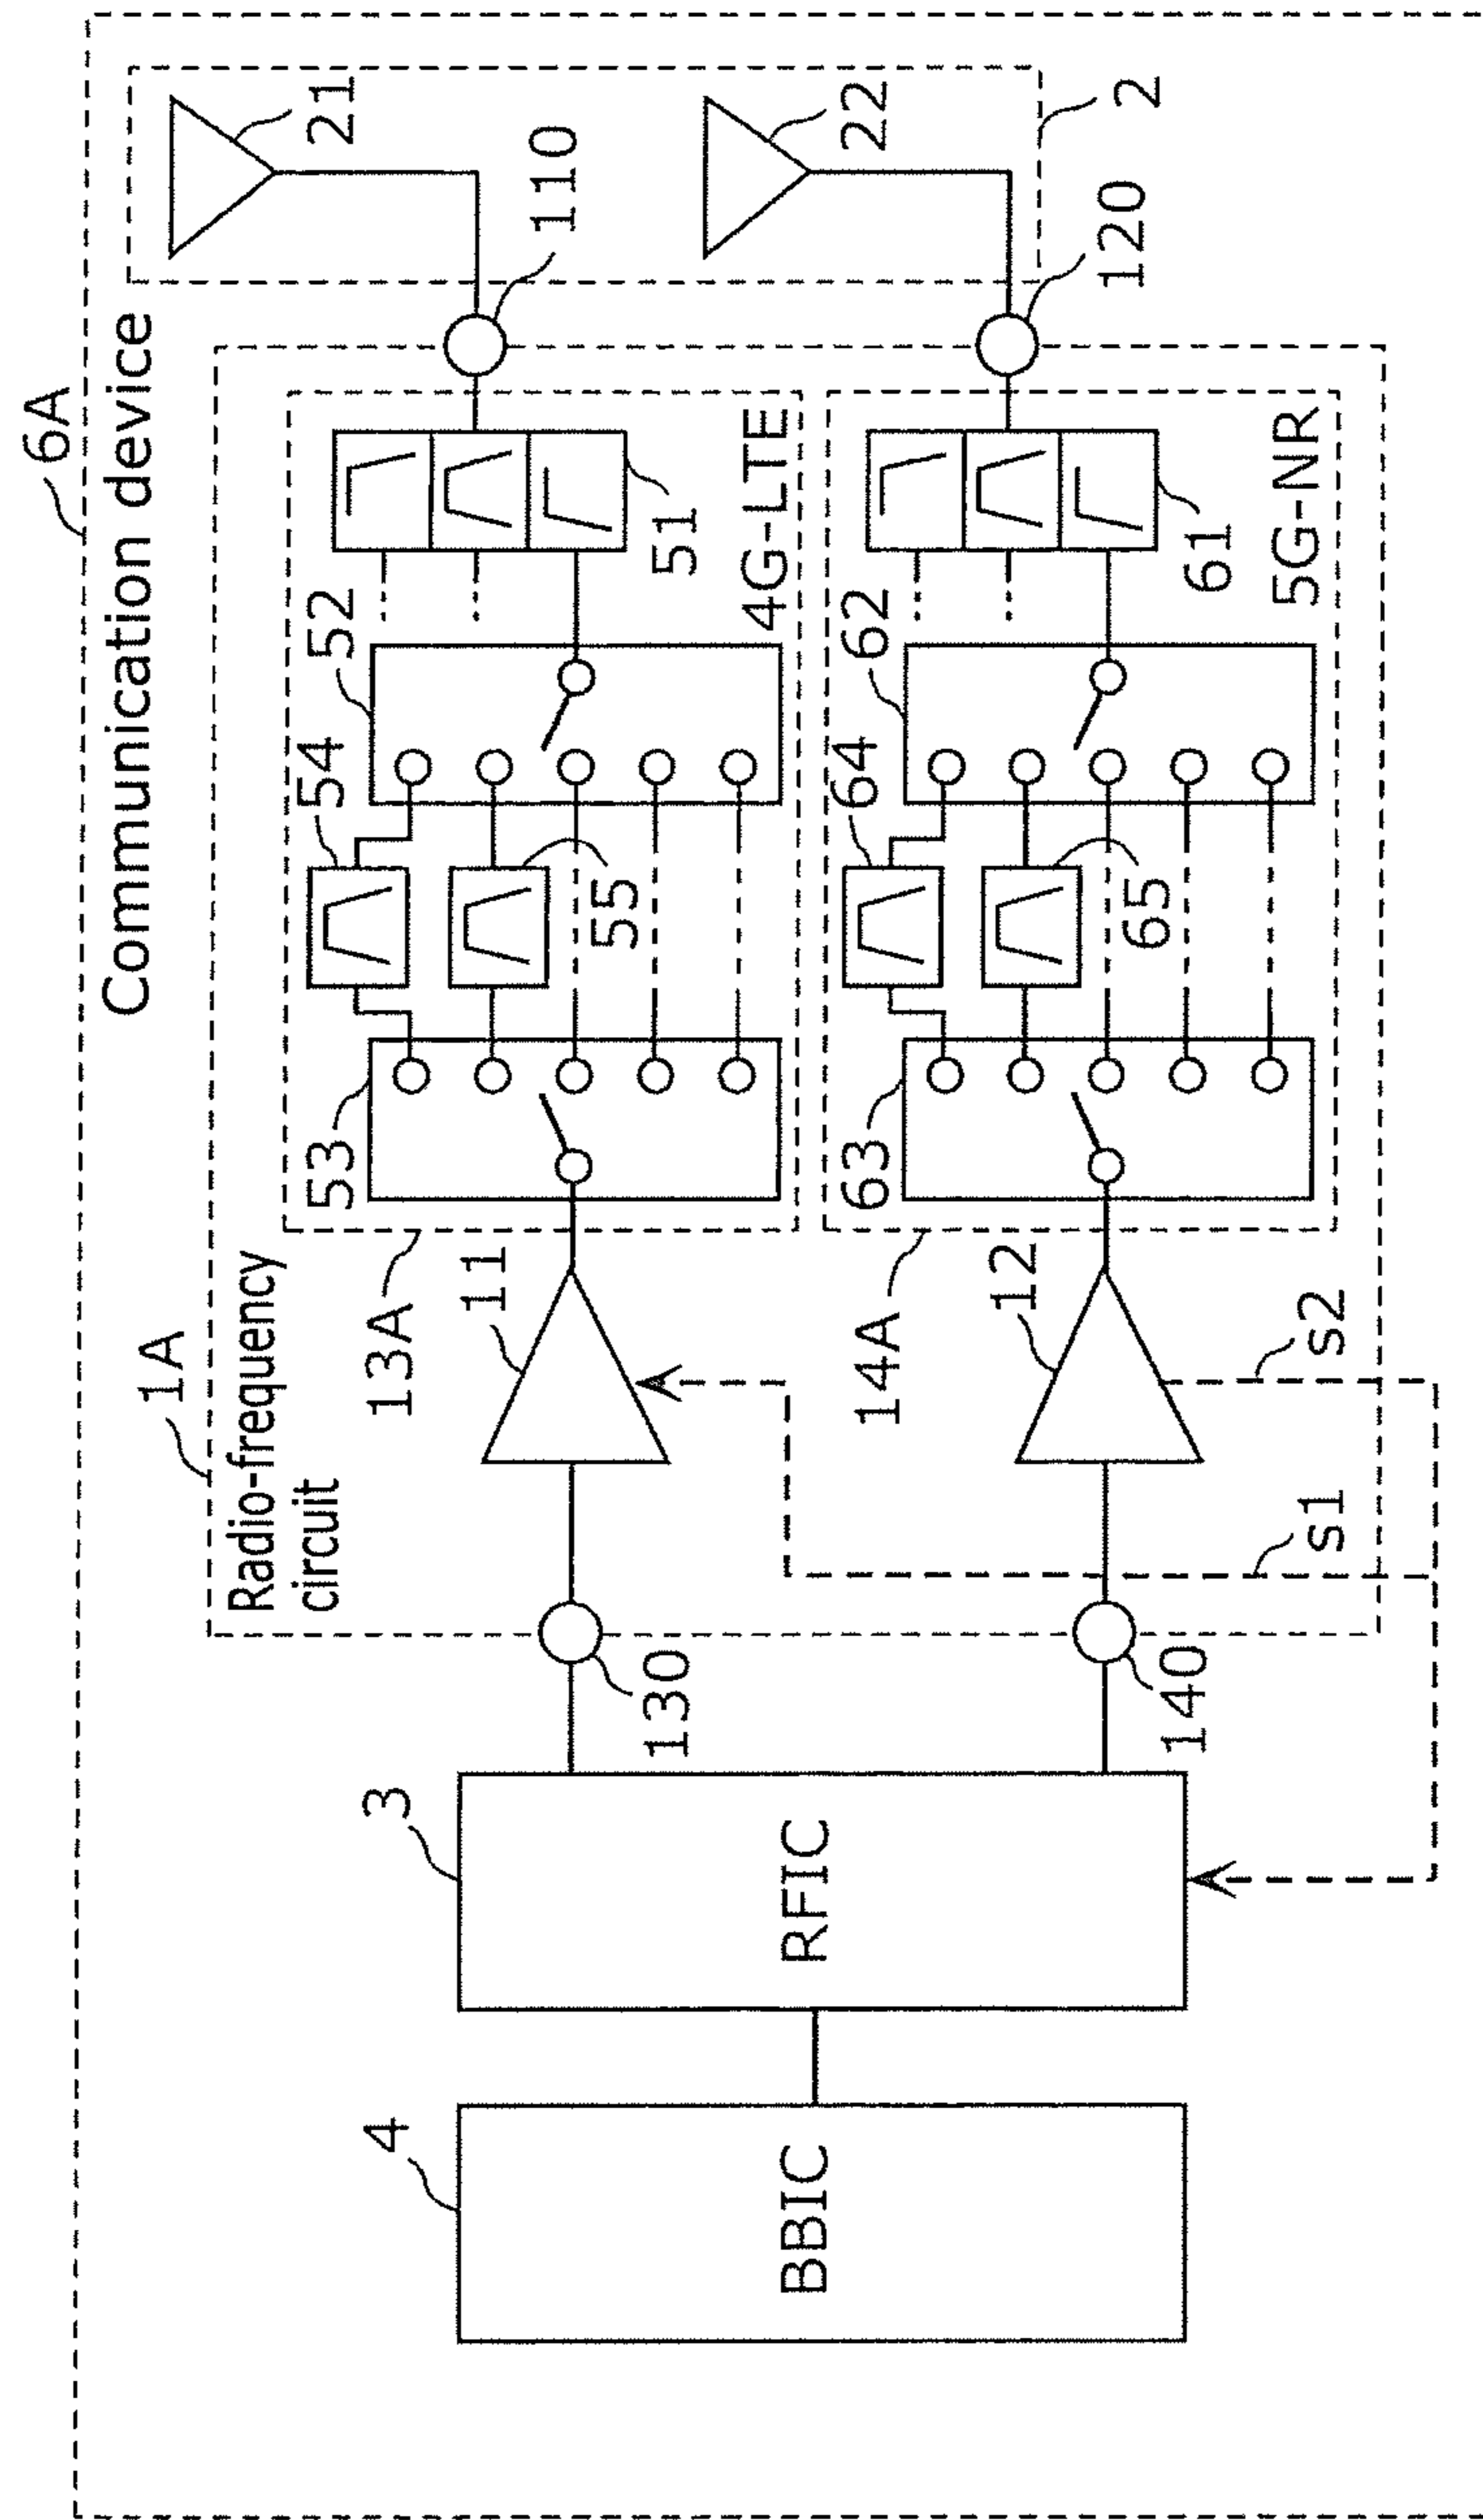 6A
Communication device
1A
Radio-frequency
circuit
2
21
22
110
120
4
BBIC
3
RFIC
130
140
11
12
s1
s2
13A
53
54
55
52
51
4G-LTE
14A
63
64
65
62
61
5G-NR